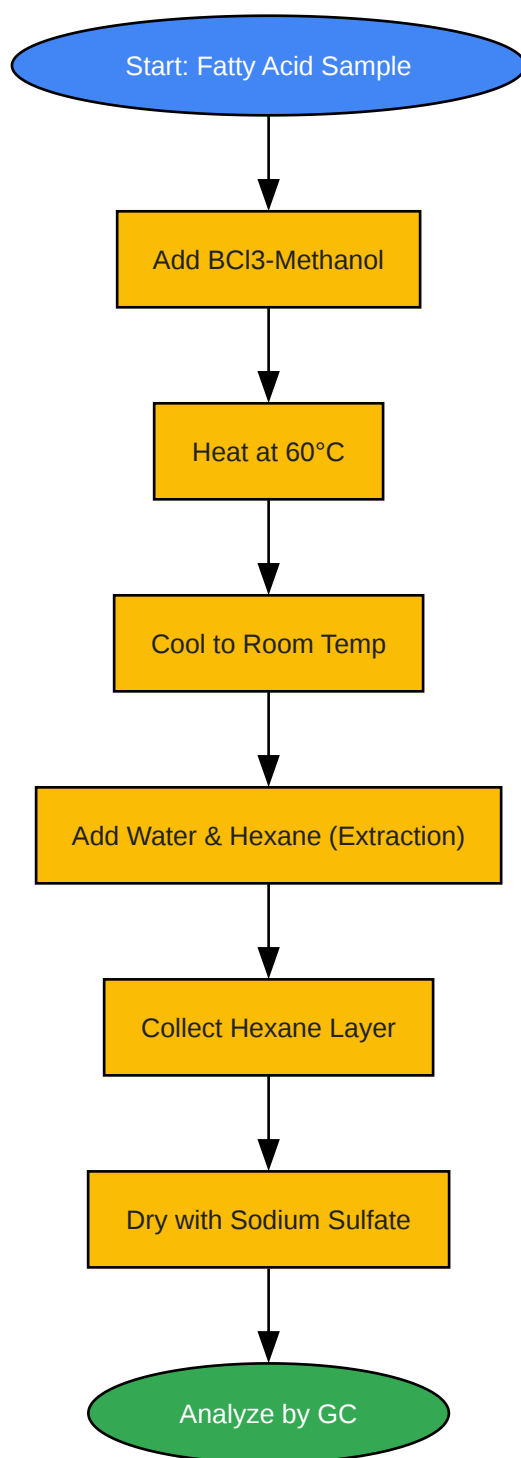 Start: Fatty Acid Sample
Add BCl3-Methanol
Heat at 60°C
Cool to Room Temp
Add Water & Hexane (Extraction)
Collect Hexane Layer
Dry with Sodium Sulfate
Analyze by GC